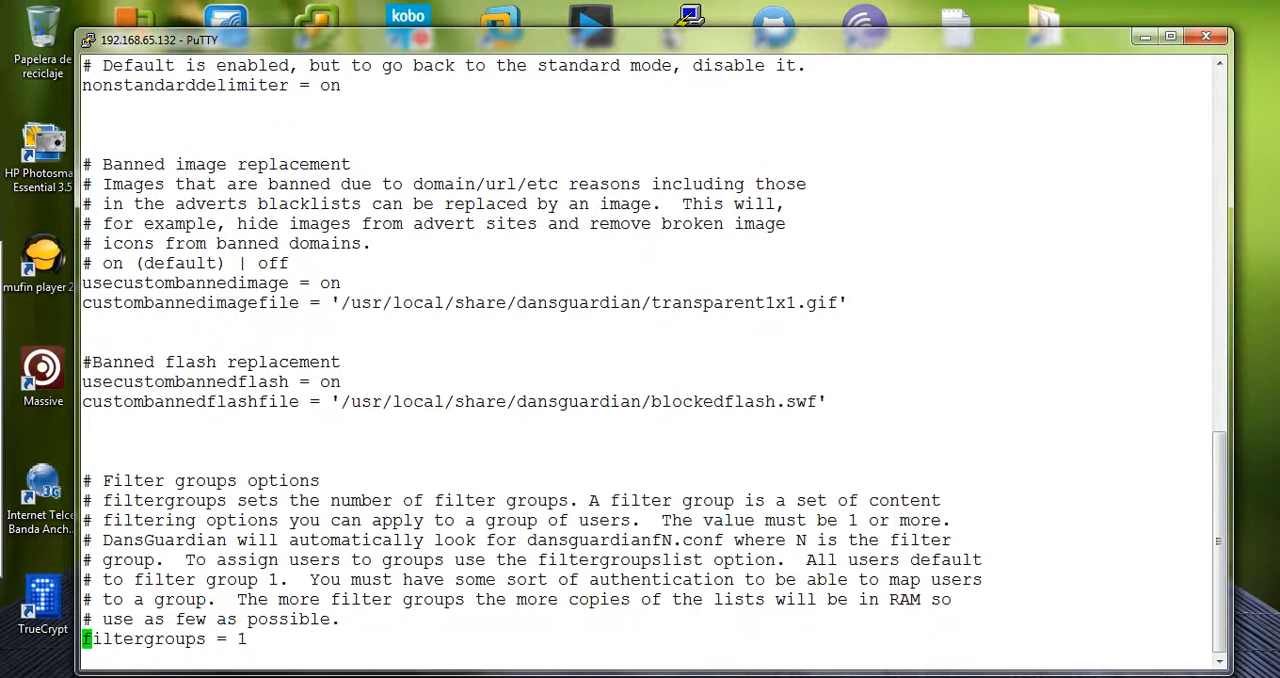 kobo
192.168.65.132 - PuTTY
Papelera de
reciclaje
HP Photosma
Essential 3.5
mufin player 2
Massive
Internet Telce
Banda Anch...
TrueCrypt
# Default is enabled, but to go back to the standard mode, disable it.
nonstandarddelimiter = on
# Banned image replacement
# Images that are banned due to domain/url/etc reasons including those
# in the adverts blacklists can be replaced by an image.  This will,
# for example, hide images from advert sites and remove broken image
# icons from banned domains.
# on (default) | off
usecustombannedimage = on
custombannedimagefile = '/usr/local/share/dansguardian/transparent1x1.gif'
#Banned flash replacement
usecustombannedflash = on
custombannedflashfile = '/usr/local/share/dansguardian/blockedflash.swf'
# Filter groups options
# filtergroups sets the number of filter groups. A filter group is a set of content
# filtering options you can apply to a group of users.  The value must be 1 or more.
# DansGuardian will automatically look for dansguardianfN.conf where N is the filter
# group.  To assign users to groups use the filtergroupslist option.  All users default
# to filter group 1.  You must have some sort of authentication to be able to map users
# to a group.  The more filter groups the more copies of the lists will be in RAM so
# use as few as possible.
filtergroups = 1